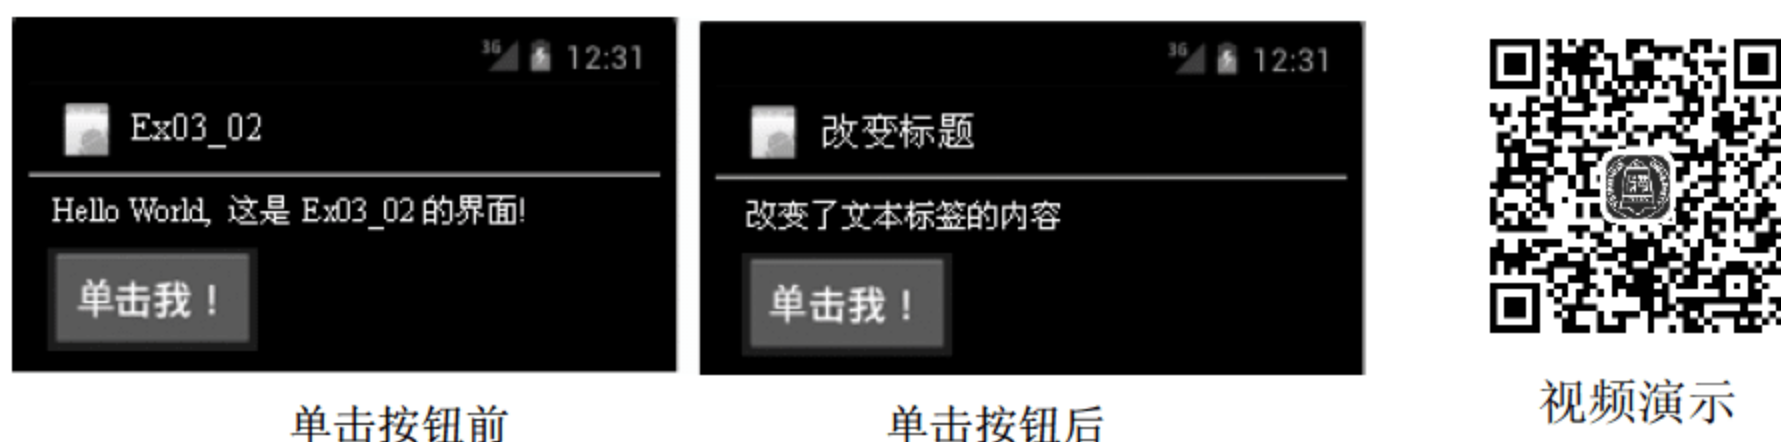 3G 12:31
Ex03_02
Hello World, 这是 Ex03_02 的界面!
单击我！
单击按钮前
3G 12:31
改变标题
改变了文本标签的内容
单击我！
单击按钮后
视频演示